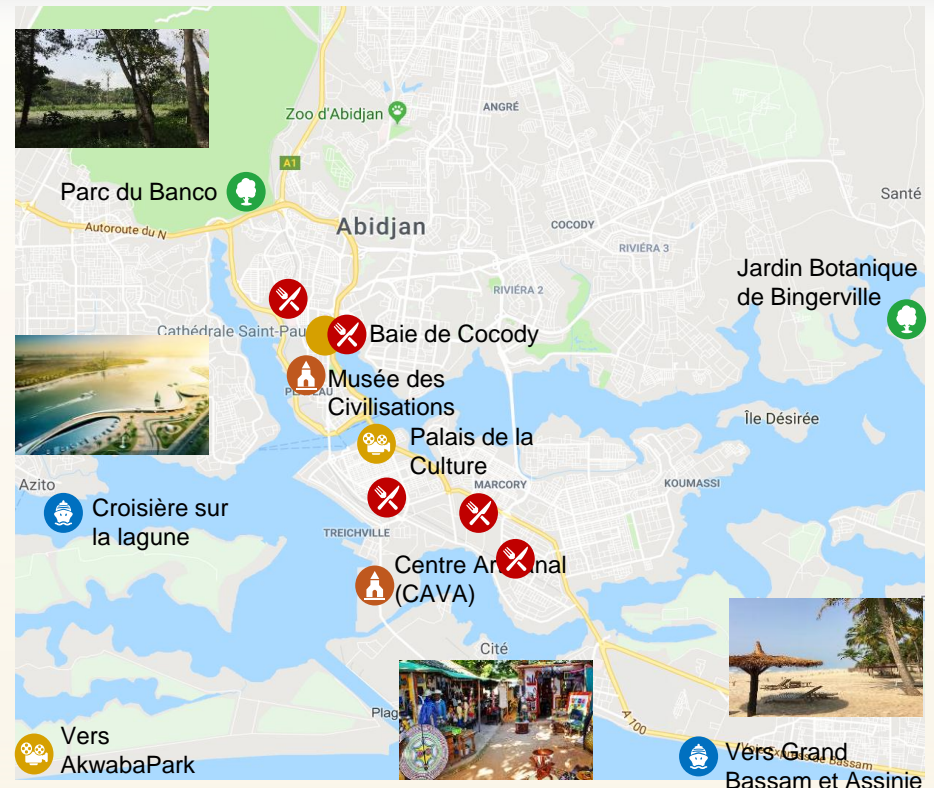 Zoo d'Abidjan
ANGRÉ
A1
Parc du Banco
Santé
Autoroute du N
Abidjan
COCODY
RIVIÉRA 3
Jardin Botanique
de Bingerville
RIVIÉRA 2
Cathédrale Saint-Pau
Baie de Cocody
Musée des
Civilisations
Île Désirée
Palais de la
Culture
Azito
MARCORY
KOUMASSI
Croisière sur
la lagune
TREICHVILLE
Centre
(CAVA)
Cité
Plag
A 100
Vers
AkwabaPark
Vers Grand
Bassam et Assinie